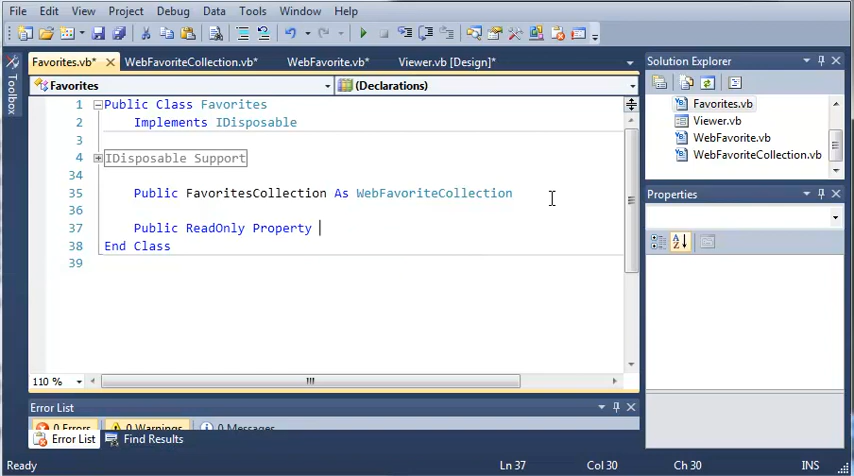 File Edit View Project Debug Data Tools Window Help
Favorites.vb* WebFavoriteCollection.vb* WebFavorite.vb* Viewer.vb [Design]*
Favorites (Declarations)
1 Public Class Favorites
2 Implements IDisposable
3
4 IDisposable Support
34
35 Public FavoritesCollection As WebFavoriteCollection
36
37 Public ReadOnly Property
38 End Class
39
110 %
Toolbox
Solution Explorer
Favorites.vb
Viewer.vb
WebFavorite.vb
WebFavoriteCollection.vb
Properties
Error List
0 Errors 0 Warnings 0 Messages
Error List Find Results
Ready Ln 37 Col 30 Ch 30 INS